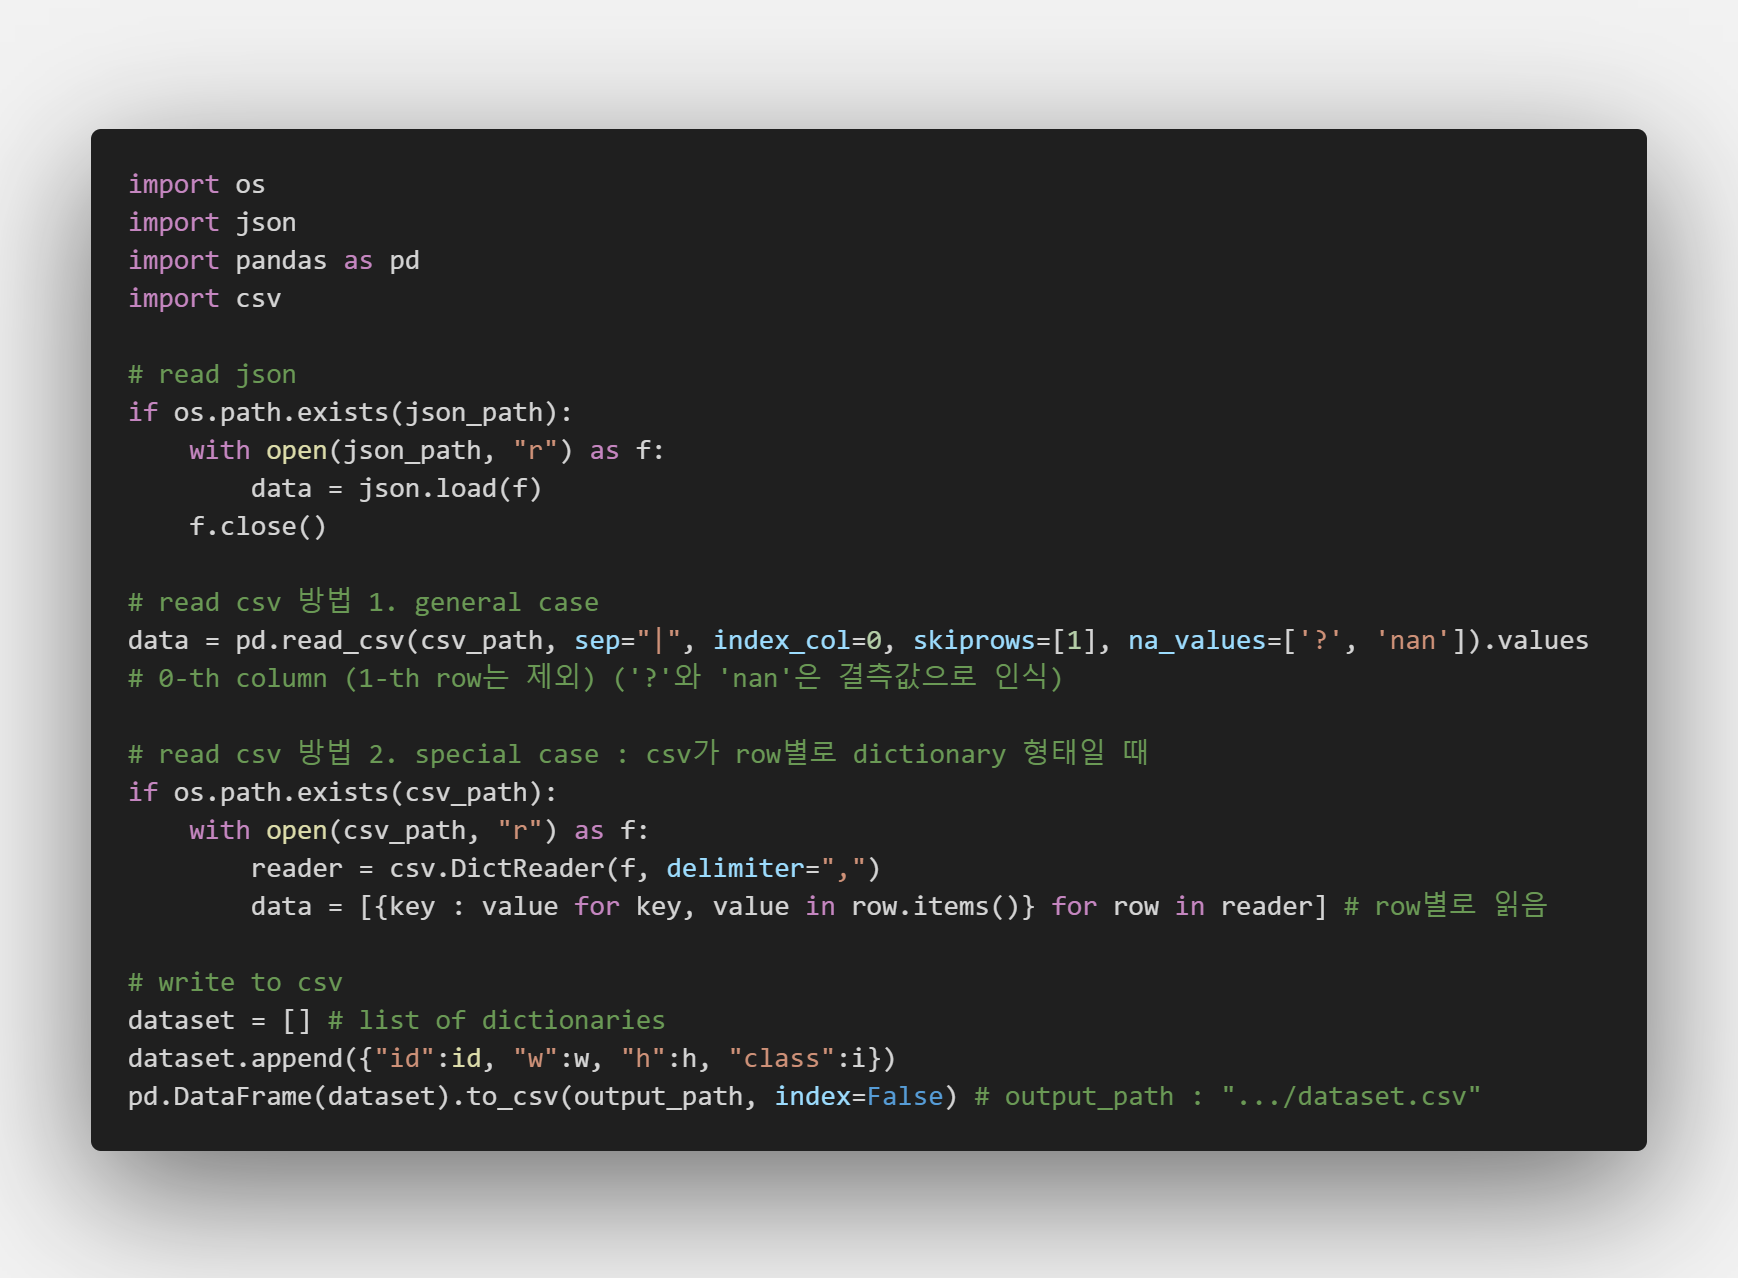 import os
import json
import pandas as pd
import csv

# read json
if os.path.exists(json_path):
    with open(json_path, "r") as f:
        data = json.load(f)
    f.close()

# read csv 방법 1. general case
data = pd.read_csv(csv_path, sep="|", index_col=0, skiprows=[1], na_values=['?', 'nan']).values
# 0-th column (1-th row는 제외) ('?'와 'nan'은 결측값으로 인식)

# read csv 방법 2. special case : csv가 row별로 dictionary 형태일 때
if os.path.exists(csv_path):
    with open(csv_path, "r") as f:
        reader = csv.DictReader(f, delimiter=",")
        data = [{key : value for key, value in row.items()} for row in reader] # row별로 읽음

# write to csv
dataset = [] # list of dictionaries
dataset.append({"id":id, "w":w, "h":h, "class":i})
pd.DataFrame(dataset).to_csv(output_path, index=False) # output_path : ".../dataset.csv"